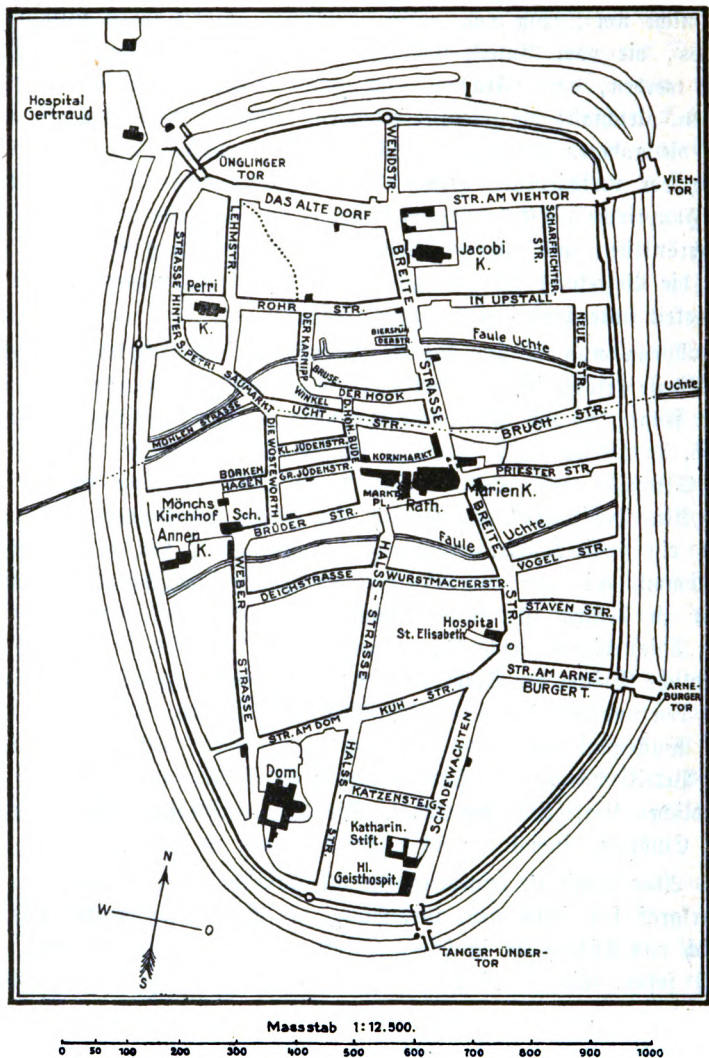 Hospital
Gertraud
ÜNGLINGER
TOR
WENDSTR.
VIEH-
TOR
DAS ALTE DORF
STR. AM VIEHTOR
STRASSE HINTER S. PETRI
LEHMSTR.
BREITE
Jacobi
K.
SCHARFRICHTER
STR.
Petri
K.
ROHR STR.
IN UPSTALL
DER KARNIPP
STRASSE
Faule Uchte
NEUE STR.
Uchte
BRUSE-
WINKEL
DER HOOK
SAUMARKT
UCHT STR.
BRUCH STR.
MÖHLEN STRASSE
DIE WOSTEWORTH
KL. JÜDENSTR.
KORNMARKT
BORKEN
HAGEN
GR. JÜDENSTR.
PRIESTER STR.
MARKT
PL.
Rath.
Marien K.
Mönchs
Kirchhof
Sch.
Annen
K.
BRÜDER STR.
BREITE
STR.
Faule Uchte
VOGEL STR.
WEBER
STRASSE
DEICHSTRASSE
HALSS-STRASSE
WURSTMACHERSTR.
STAVEN STR.
Hospital
St. Elisabeth
STR. AM ARNE-
BURGER T.
ARNE-
BURGER
TOR
STR. AM DOM
KUH-STR.
Dom
HALSS-
STR.
KATZENSTEIG
SCHADEWACHTEN
Katharin.
Stift.
Hl.
Geisthospit.
TANGERMÜNDER-
TOR
N
W
O
S
Maasstab 1:12.500.
0 50 100 200 300 400 500 600 700 800 900 1000